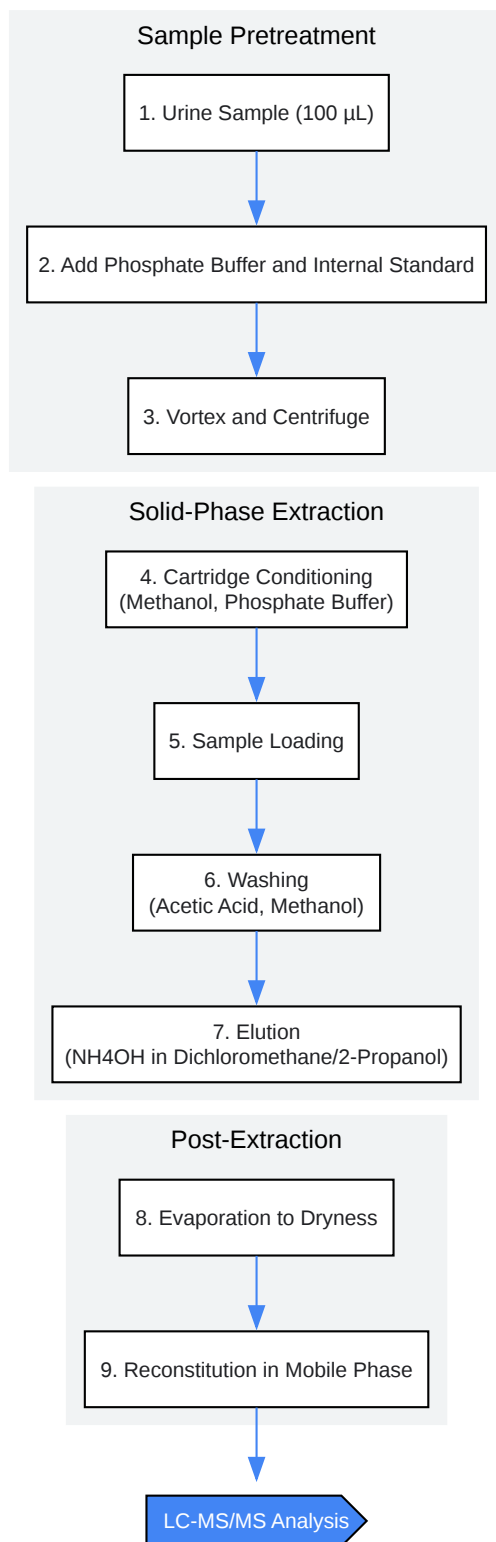 Sample Pretreatment
1. Urine Sample (100 µL)
2. Add Phosphate Buffer and Internal Standard
3. Vortex and Centrifuge
Solid-Phase Extraction
4. Cartridge Conditioning
(Methanol, Phosphate Buffer)
5. Sample Loading
6. Washing
(Acetic Acid, Methanol)
7. Elution
(NH4OH in Dichloromethane/2-Propanol)
Post-Extraction
8. Evaporation to Dryness
9. Reconstitution in Mobile Phase
LC-MS/MS Analysis